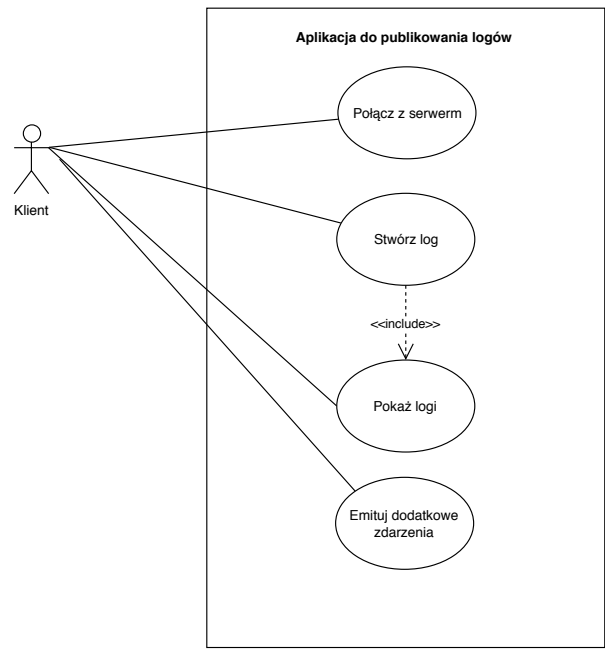 Aplikacja do publikowania logów
Połącz z serwerm
Klient
Stwórz log
<<include>>
Pokaż logi
Emituj dodatkowe
zdarzenia